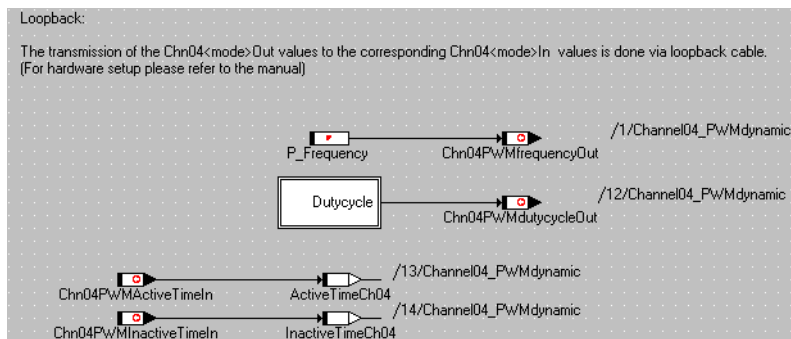 Loopback:
The transmission of the Chn04<mode>Out values to the corresponding Chn04<mode>In values is done via loopback cable.
(For hardware setup please refer to the manual)
/1/Channel04_PWMdynamic
P_Frequency
Chn04PWMfrequencyOut
Dutycycle
/12/Channel04_PWMdynamic
Chn04PWMdutycycleOut
/13/Channel04_PWMdynamic
Chn04PWMActiveTimeIn
ActiveTimeCh04
/14/Channel04_PWMdynamic
Chn04PWMInactiveTimeIn
InactiveTimeCh04